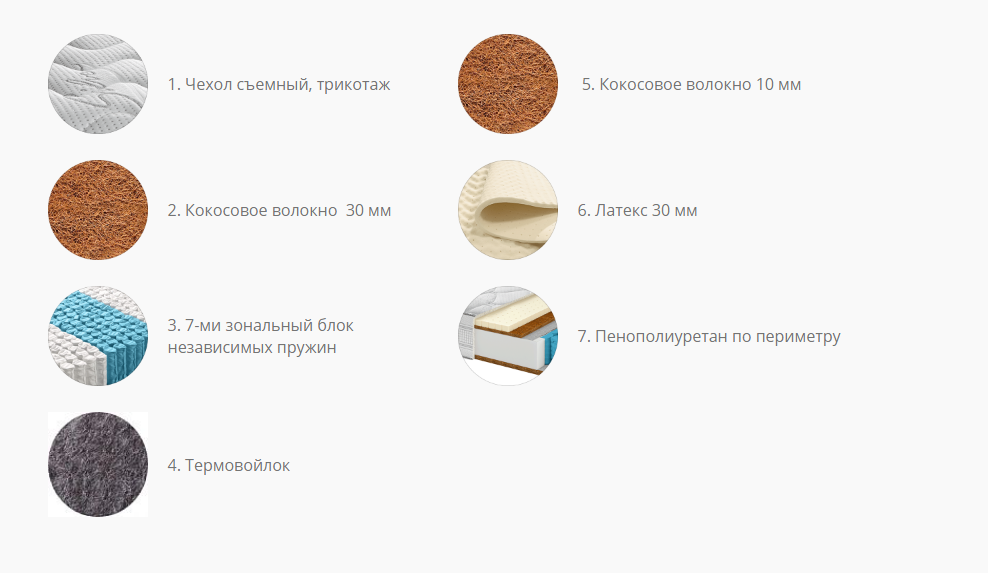 1. Чехол съемный, трикотаж
2. Кокосовое волокно  30 мм
3. 7-ми зональный блок
независимых пружин
4. Термовойлок
5. Кокосовое волокно 10 мм
6. Латекс 30 мм
7. Пенополиуретан по периметру